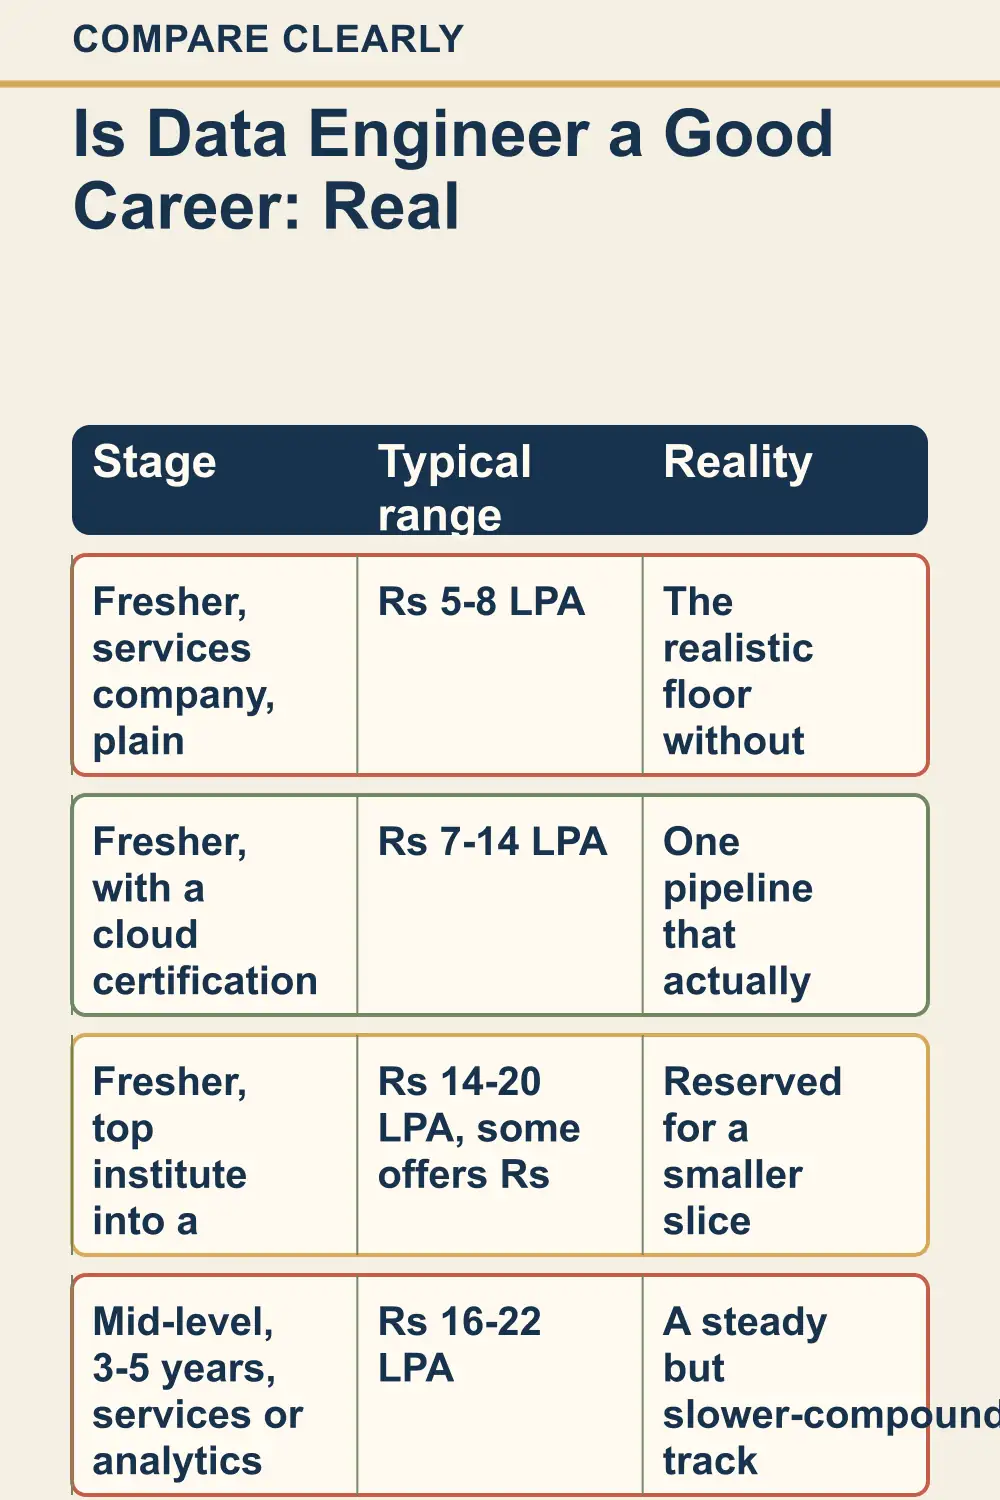 COMPARE CLEARLY
Is Data Engineer a Good
Career: Real
Stage
Typical
range
Reality
Fresher,
services
company,
plain
Rs 5-8 LPA
The
realistic
floor
without
Fresher,
with a
cloud
certification
Rs 7-14 LPA
One
pipeline
that
actually
Fresher,
top
institute
into a
Rs 14-20
LPA, some
offers Rs
Reserved
for a
smaller
slice
Mid-level,
3-5 years,
services or
analytics
Rs 16-22
LPA
A steady
but
slower-compound
track